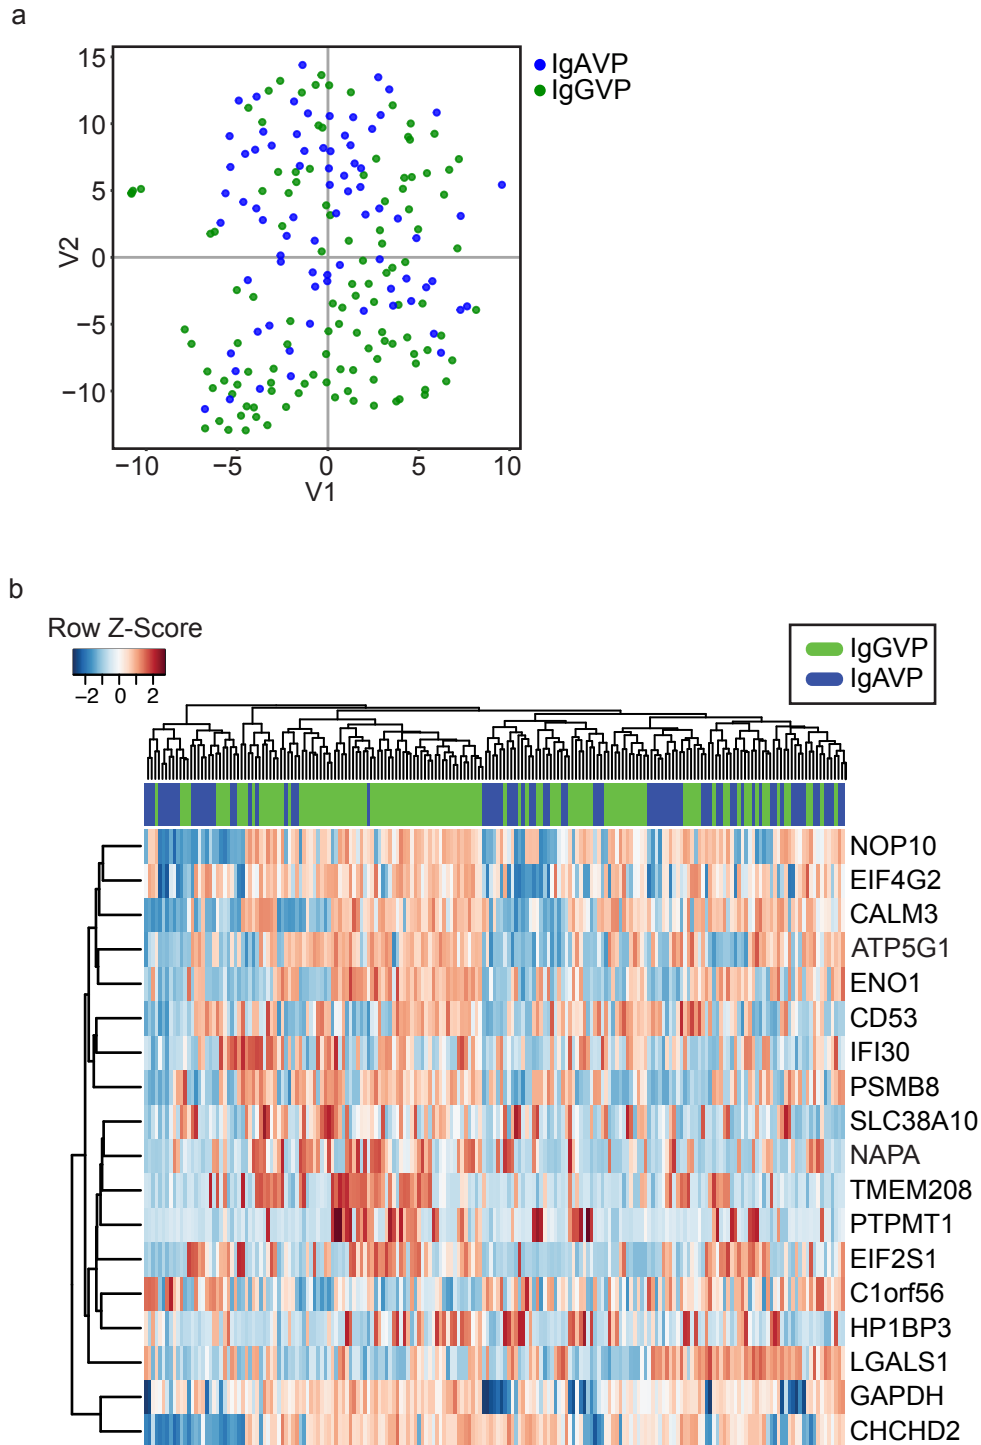 a
IgAVP
IgGVP
15
10
5
0
−5
−10
V2
−10 −5 0 5 10
V1
b
Row Z-Score
−2 0 2
IgGVP
IgAVP
NOP10
EIF4G2
CALM3
ATP5G1
ENO1
CD53
IFI30
PSMB8
SLC38A10
NAPA
TMEM208
PTPMT1
EIF2S1
C1orf56
HP1BP3
LGALS1
GAPDH
CHCHD2